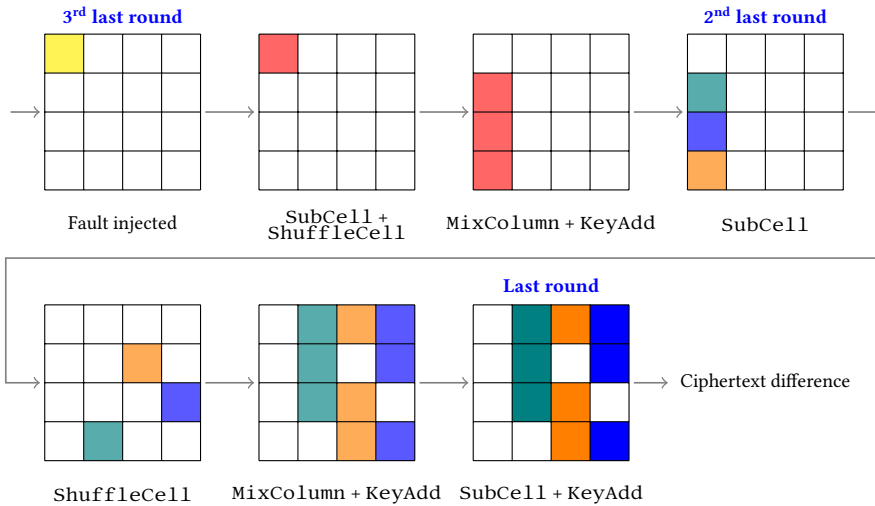 3rd last round
2nd last round
Fault injected
SubCell +
ShuffleCell
MixColumn + KeyAdd
SubCell
Last round
Ciphertext difference
ShuffleCell
MixColumn + KeyAdd
SubCell + KeyAdd